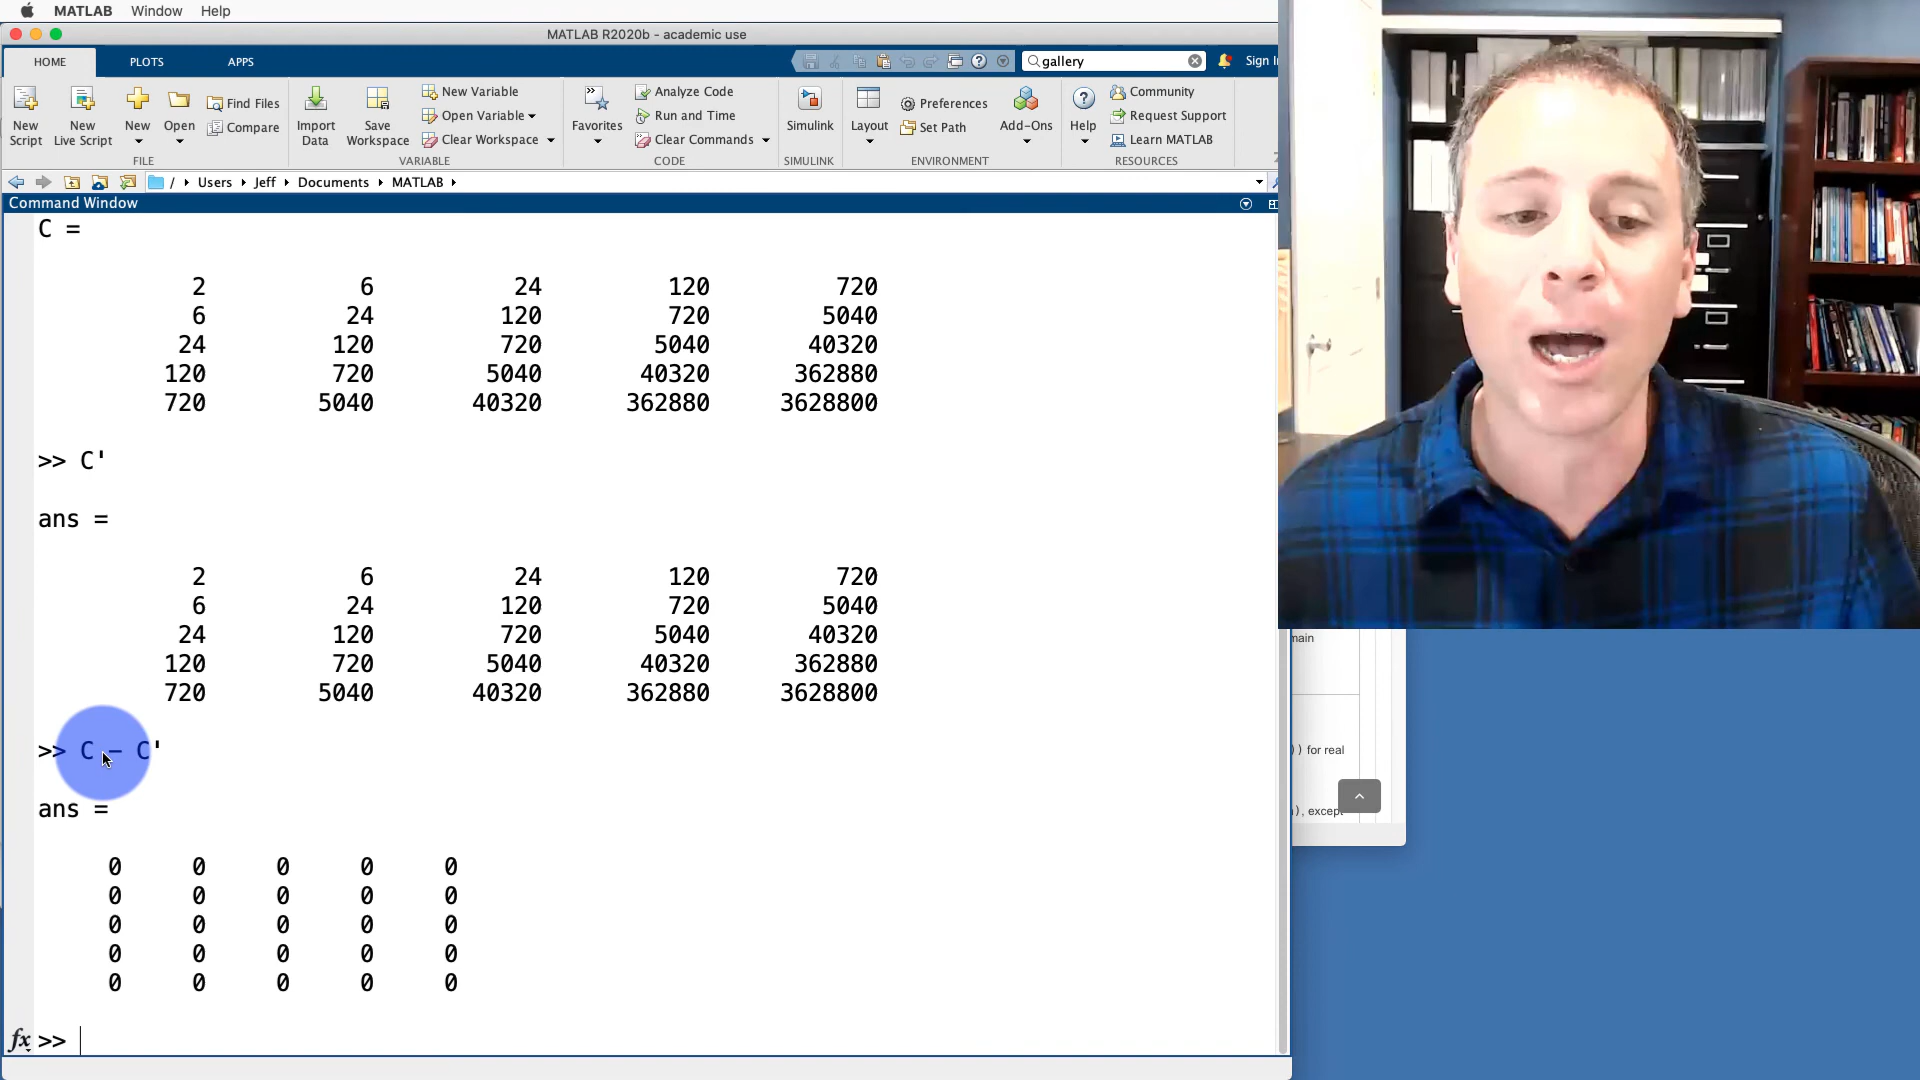 MATLAB Window Help
MATLAB R2020b - academic use
HOME PLOTS APPS
gallery
Sign I
New Script
New Live Script
New
Open
Find Files
Compare
FILE
Import Data
Save Workspace
New Variable
Open Variable
Clear Workspace
VARIABLE
Favorites
Analyze Code
Run and Time
Clear Commands
CODE
Simulink
SIMULINK
Layout
Preferences
Set Path
Add-Ons
ENVIRONMENT
Help
Community
Request Support
Learn MATLAB
RESOURCES
/ Users Jeff Documents MATLAB
Command Window
C =
2 6 24 120 720
6 24 120 720 5040
24 120 720 5040 40320
120 720 5040 40320 362880
720 5040 40320 362880 3628800
>> C'
ans =
2 6 24 120 720
6 24 120 720 5040
24 120 720 5040 40320
120 720 5040 40320 362880
720 5040 40320 362880 3628800
>> C - C'
ans =
0 0 0 0 0
0 0 0 0 0
0 0 0 0 0
0 0 0 0 0
0 0 0 0 0
fx >>
main
)) for real
), except